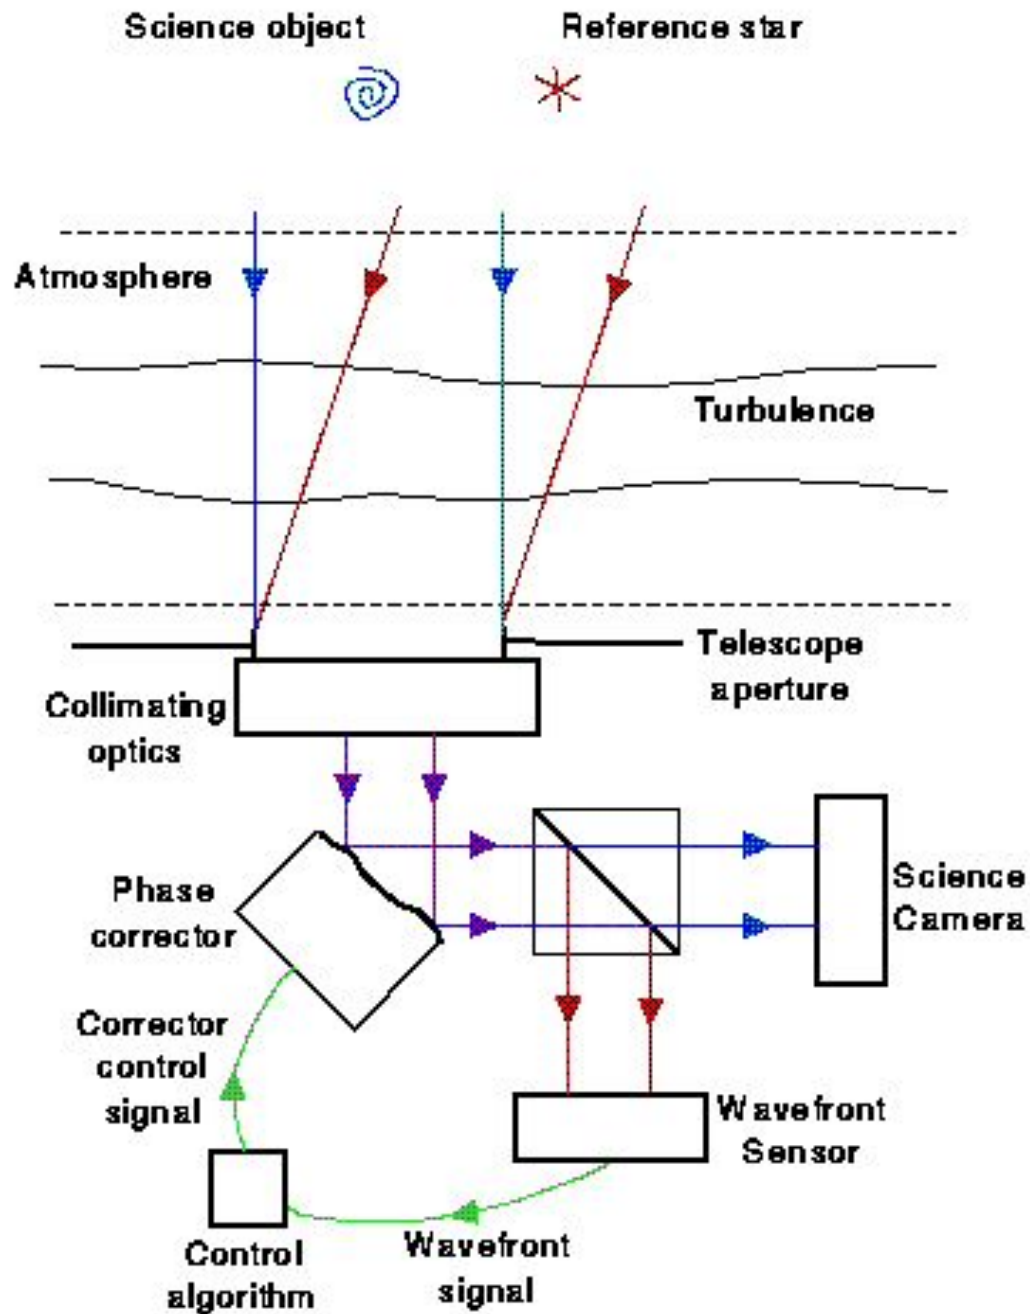 Science object
Reference star
Atmosphere
Turbulence
Telescope
aperture
Collimating
optics
Phase
corrector
Science
Camera
Corrector
control
signal
Wavefront
Sensor
Control
algorithm
Wavefront
signal